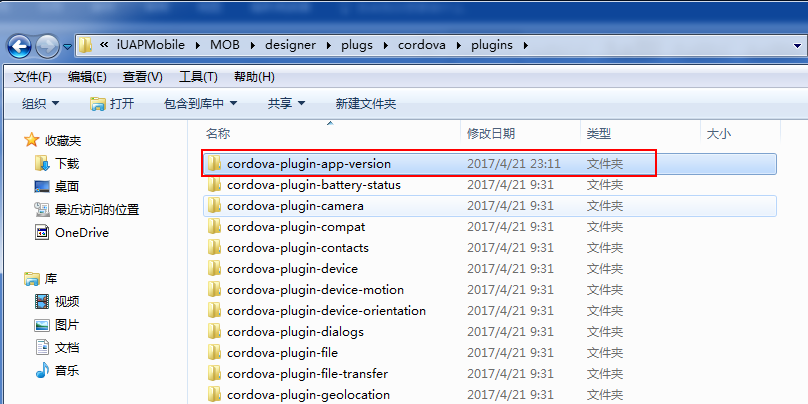 « iUAPMobile ▸ MOB ▸ designer ▸ plugs ▸ cordova ▸ plugins ▸
文件(F) 编辑(E) 查看(V) 工具(T) 帮助(H)
组织 打开 包含到库中 共享 新建文件夹
收藏夹
下载
桌面
最近访问的位置
OneDrive
库
视频
图片
文档
音乐
名称 修改日期 类型 大小
cordova-plugin-app-version 2017/4/21 23:11 文件夹
cordova-plugin-battery-status 2017/4/21 9:31 文件夹
cordova-plugin-camera 2017/4/21 9:31 文件夹
cordova-plugin-compat 2017/4/21 9:31 文件夹
cordova-plugin-contacts 2017/4/21 9:31 文件夹
cordova-plugin-device 2017/4/21 9:31 文件夹
cordova-plugin-device-motion 2017/4/21 9:31 文件夹
cordova-plugin-device-orientation 2017/4/21 9:31 文件夹
cordova-plugin-dialogs 2017/4/21 9:31 文件夹
cordova-plugin-file 2017/4/21 9:31 文件夹
cordova-plugin-file-transfer 2017/4/21 9:31 文件夹
cordova-plugin-geolocation 2017/4/21 9:31 文件夹